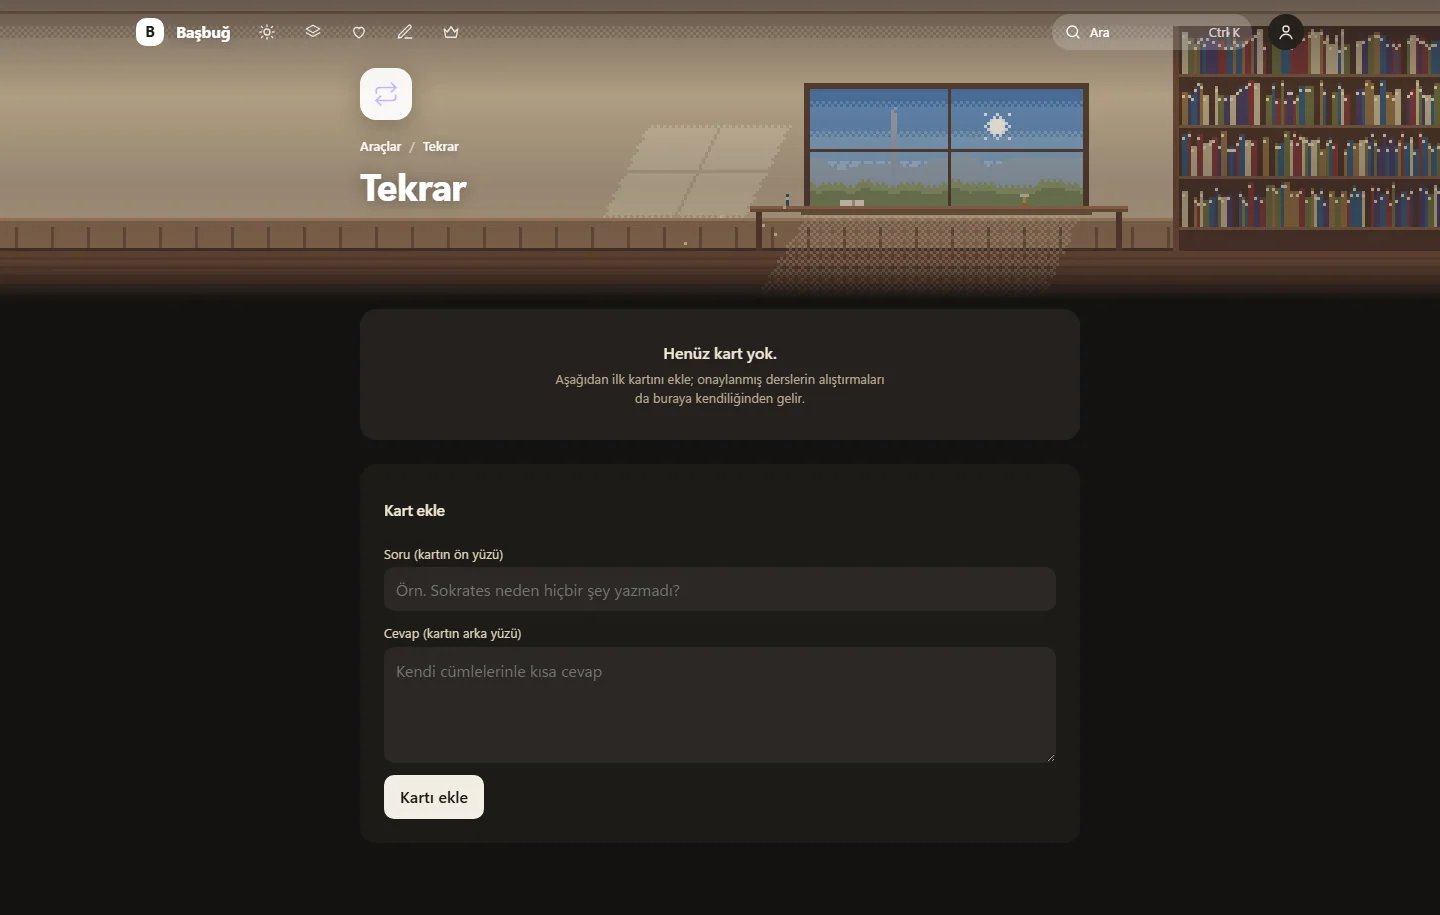 B Başbuğ
Ara Ctrl K
Araçlar / Tekrar
Tekrar
Henüz kart yok.
Aşağıdan ilk kartını ekle; onaylanmış derslerin alıştırmaları
da buraya kendiliğinden gelir.
Kart ekle
Soru (kartın ön yüzü)
Örn. Sokrates neden hiçbir şey yazmadı?
Cevap (kartın arka yüzü)
Kendi cümlelerinle kısa cevap
Kartı ekle